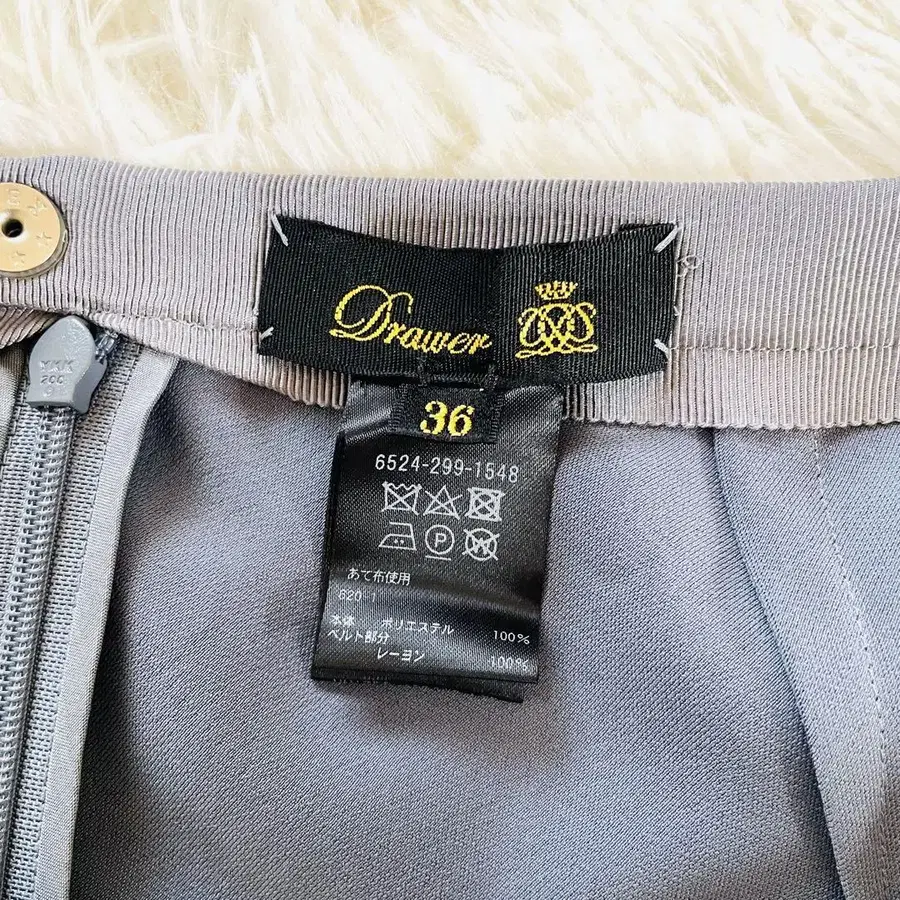 Drawer
36
6524-299-1548
P
W
あて布使用
620 1
本体 ポリエステル 100%
ベルト部分
レーヨン 100%
YKK